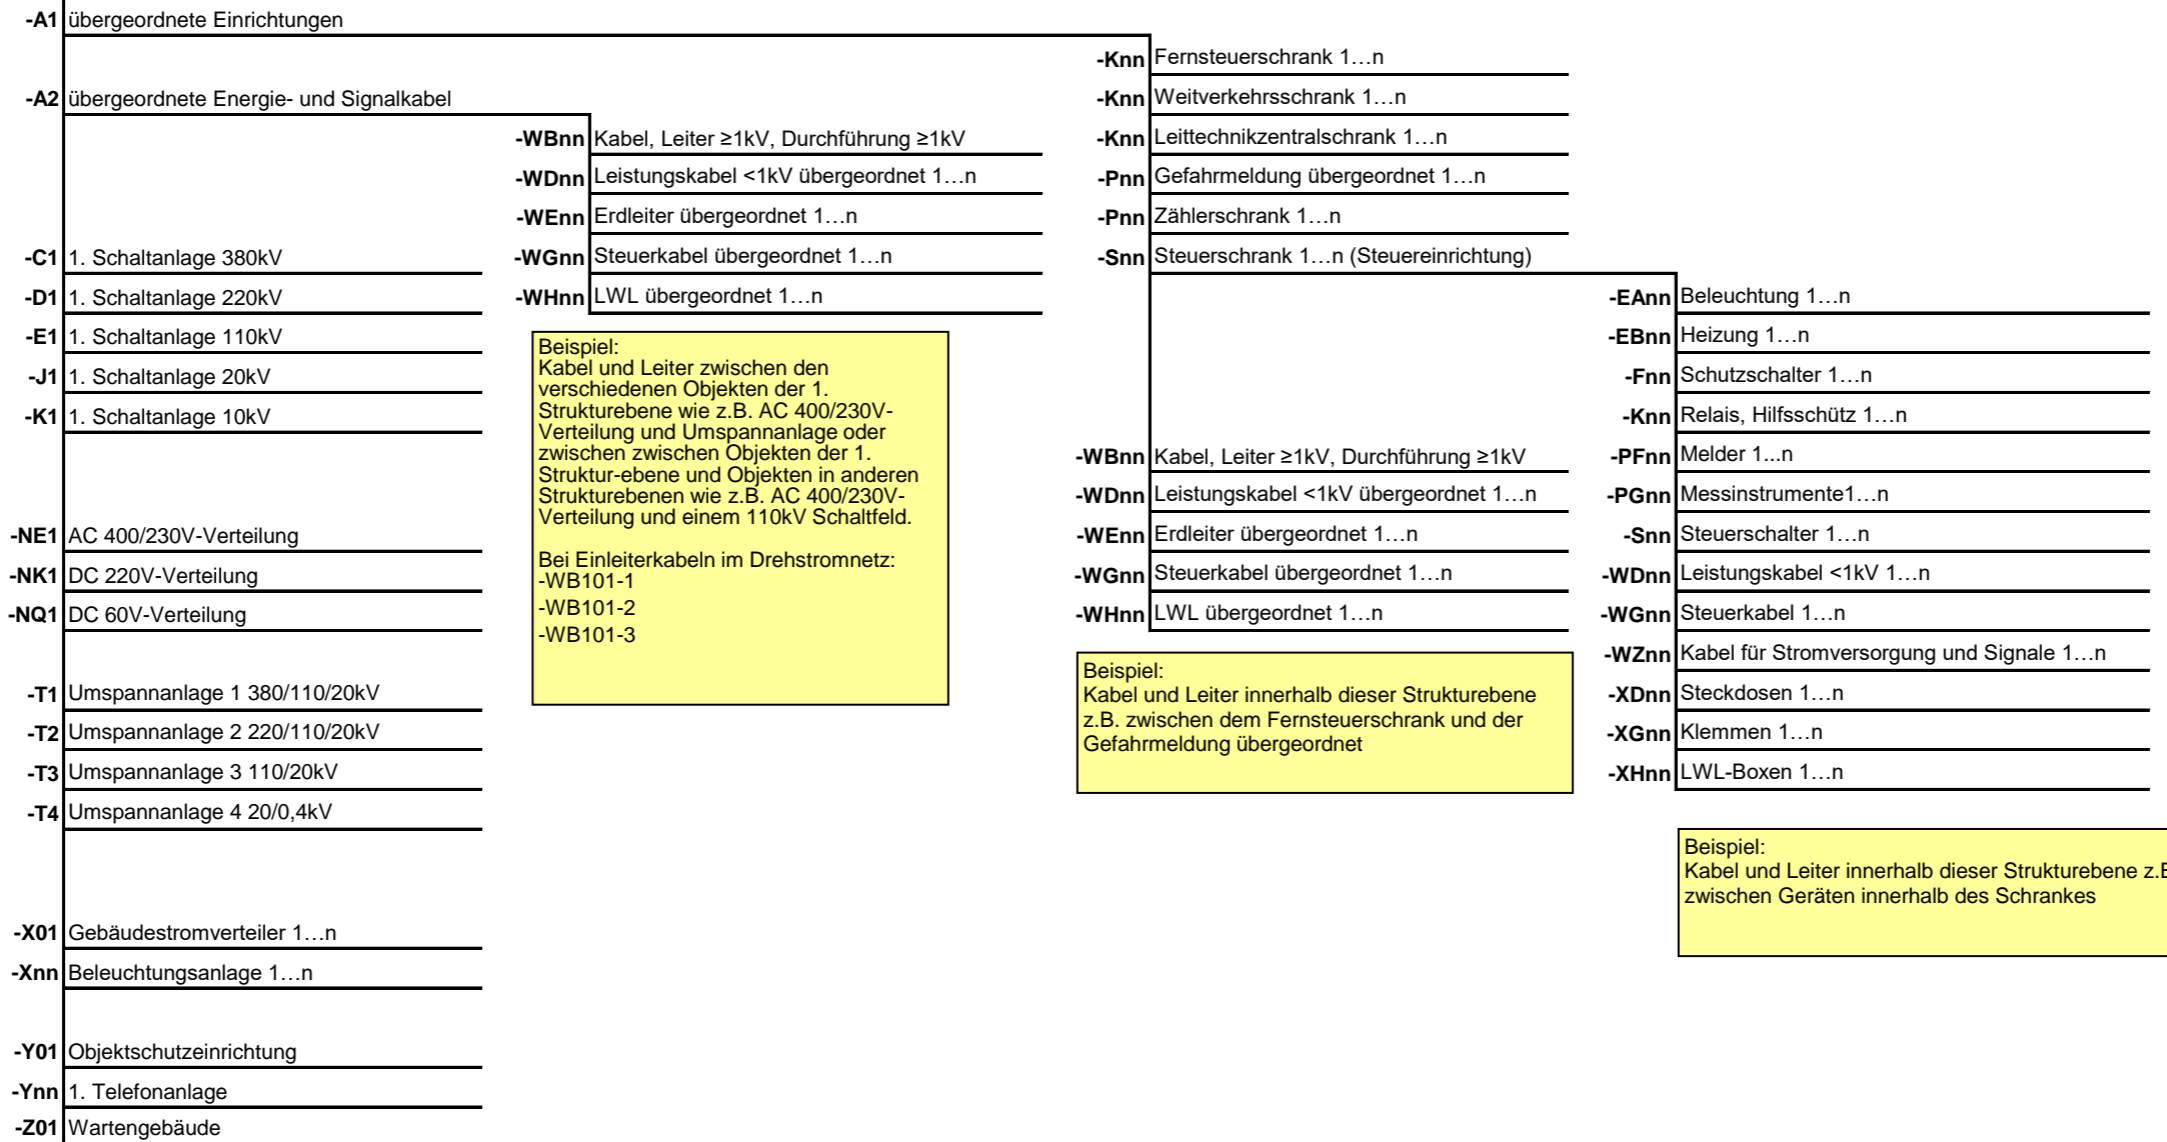 -A1 übergeordnete Einrichtungen
-Knn Fernsteuerschrank 1…n
-A2 übergeordnete Energie- und Signalkabel
-Knn Weitverkehrsschrank 1…n
-WBnn Kabel, Leiter ≥1kV, Durchführung ≥1kV
-Knn Leittechnikzentralschrank 1…n
-WDnn Leistungskabel <1kV übergeordnet 1…n
-Pnn Gefahrmeldung übergeordnet 1…n
-WEnn Erdleiter übergeordnet 1…n
-Pnn Zählerschrank 1…n
-C1 1. Schaltanlage 380kV
-WGnn Steuerkabel übergeordnet 1…n
-Snn Steuerschrank 1…n (Steuereinrichtung)
-D1 1. Schaltanlage 220kV
-WHnn LWL übergeordnet 1…n
-EAnn Beleuchtung 1…n
-E1 1. Schaltanlage 110kV
-EBnn Heizung 1…n
-J1 1. Schaltanlage 20kV
-Fnn Schutzschalter 1…n
-K1 1. Schaltanlage 10kV
-Knn Relais, Hilfsschütz 1…n
Beispiel:
Kabel und Leiter zwischen den
verschiedenen Objekten der 1.
Strukturebene wie z.B. AC 400/230V-
Verteilung und Umspannanlage oder
zwischen zwischen Objekten der 1.
Struktur-ebene und Objekten in anderen
Strukturebenen wie z.B. AC 400/230V-
Verteilung und einem 110kV Schaltfeld.
Bei Einleiterkabeln im Drehstromnetz:
-WB101-1
-WB101-2
-WB101-3
-WBnn Kabel, Leiter ≥1kV, Durchführung ≥1kV
-PFnn Melder 1...n
-WDnn Leistungskabel <1kV übergeordnet 1…n
-PGnn Messinstrumente1…n
-NE1 AC 400/230V-Verteilung
-WEnn Erdleiter übergeordnet 1…n
-Snn Steuerschalter 1…n
-NK1 DC 220V-Verteilung
-WGnn Steuerkabel übergeordnet 1…n
-WDnn Leistungskabel <1kV 1…n
-NQ1 DC 60V-Verteilung
-WHnn LWL übergeordnet 1…n
-WGnn Steuerkabel 1…n
-WZnn Kabel für Stromversorgung und Signale 1…n
-T1 Umspannanlage 1 380/110/20kV
-XDnn Steckdosen 1…n
-T2 Umspannanlage 2 220/110/20kV
-XGnn Klemmen 1…n
-T3 Umspannanlage 3 110/20kV
-XHnn LWL-Boxen 1…n
-T4 Umspannanlage 4 20/0,4kV
Beispiel:
Kabel und Leiter innerhalb dieser Strukturebene
z.B. zwischen dem Fernsteuerschrank und der
Gefahrmeldung übergeordnet
Beispiel:
Kabel und Leiter innerhalb dieser Strukturebene z.B
zwischen Geräten innerhalb des Schrankes
-X01 Gebäudestromverteiler 1…n
-Xnn Beleuchtungsanlage 1…n
-Y01 Objektschutzeinrichtung
-Ynn 1. Telefonanlage
-Z01 Wartengebäude